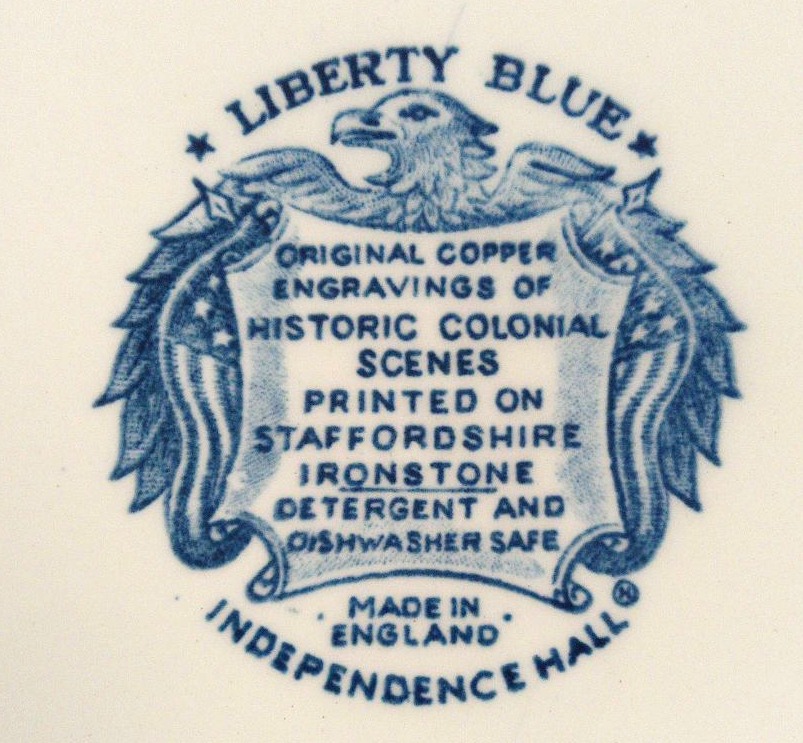 LIBERTY BLUE
ORIGINAL COPPER
ENGRAVINGS OF
HISTORIC COLONIAL
SCENES
PRINTED ON
STAFFORDSHIRE
IRONSTONE
DETERGENT AND
DISHWASHER SAFE
MADE IN
ENGLAND
INDEPENDENCE HALL ®